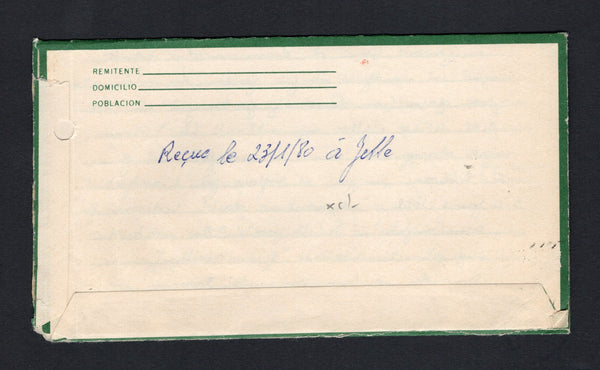 REMITENTE
DOMICILIO
POBLACION
Reçue le 23/1/80 à Jette